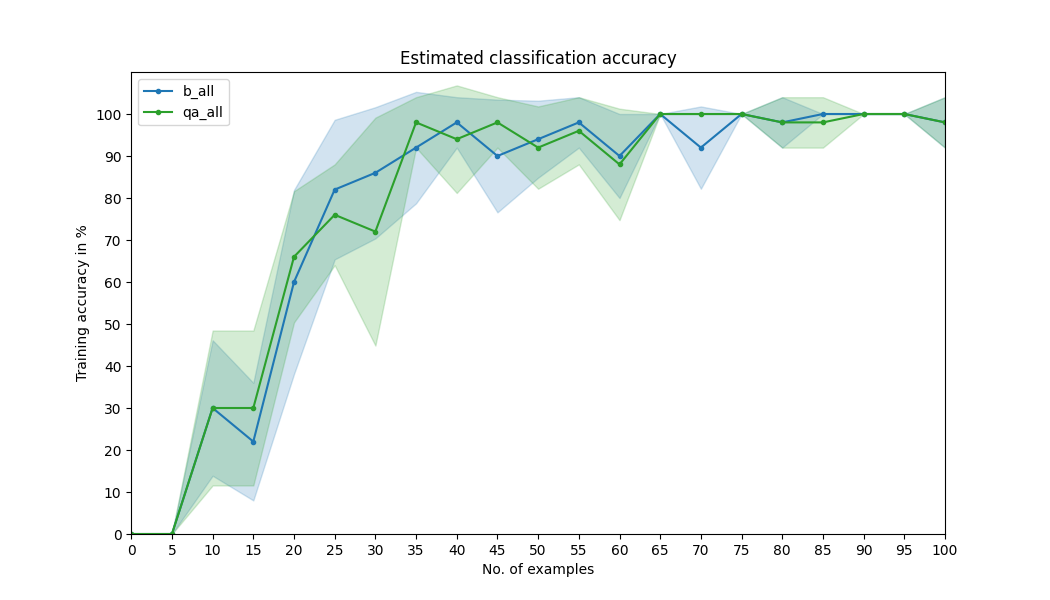 Estimated classification accuracy
b_all
qa_all
Training accuracy in %
100
90
80
70
60
50
40
30
20
10
0
0 5 10 15 20 25 30 35 40 45 50 55 60 65 70 75 80 85 90 95 100
No. of examples